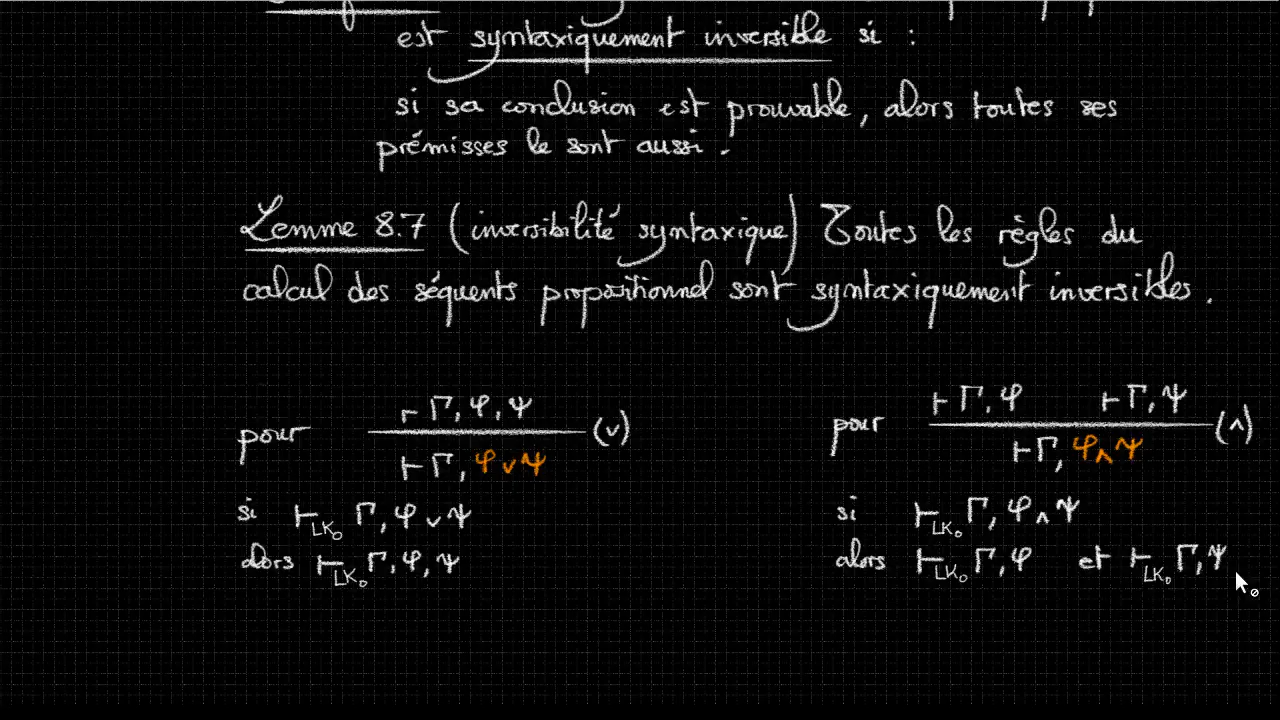 est syntaxiquement inversible si :
si sa conclusion est prouvable, alors toutes ses
prémisses le sont aussi.
Lemme 8.7 (inversibilité syntaxique) Toutes les règles du
calcul des séquents propositionnel sont syntaxiquement inversibles.
⊢ Γ, φ, ψ
pour (∨)
⊢ Γ, φ ∨ ψ
si ⊢LK₀ Γ, φ ∨ ψ
alors ⊢LK₀ Γ, φ, ψ
⊢ Γ, φ ⊢ Γ, ψ
pour (∧)
⊢ Γ, φ ∧ ψ
si ⊢LK₀ Γ, φ ∧ ψ
alors ⊢LK₀ Γ, φ et ⊢LK₀ Γ, ψ